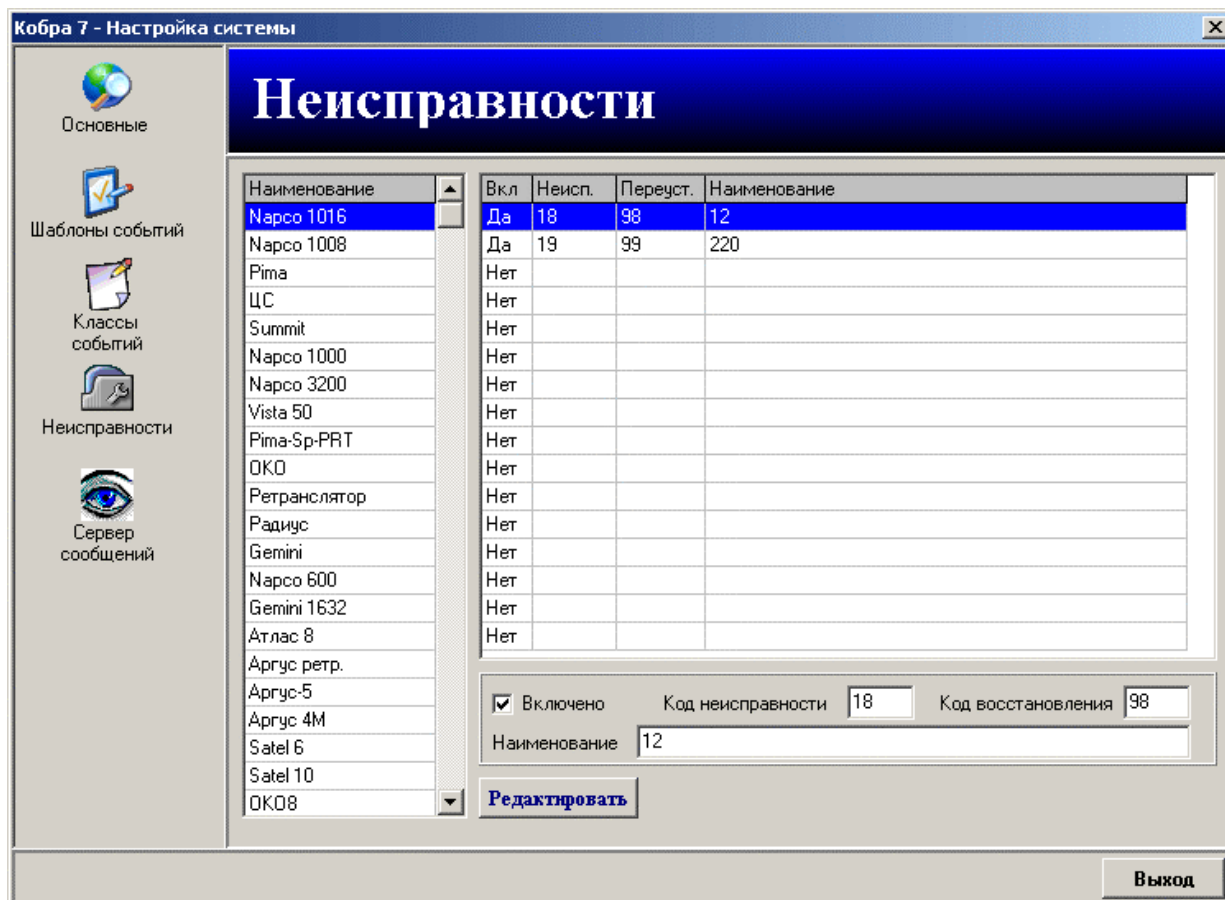 Кобра 7 - Настройка системы
Основные
Шаблоны событий
Классы
событий
Неисправности
Сервер
сообщений
Неисправности
Наименование
Napco 1016
Napco 1008
Pima
ЦС
Summit
Napco 1000
Napco 3200
Vista 50
Pima-Sp-PRT
ОКО
Ретранслятор
Радиус
Gemini
Napco 600
Gemini 1632
Атлас 8
Аргус ретр.
Аргус-5
Аргус 4М
Satel 6
Satel 10
ОКО8
Вкл Неисп. Переуст. Наименование
Да 18 98 12
Да 19 99 220
Нет
Нет
Нет
Нет
Нет
Нет
Нет
Нет
Нет
Нет
Нет
Нет
Нет
Нет
Включено Код неисправности 18 Код восстановления 98
Наименование 12
Редактировать
Выход